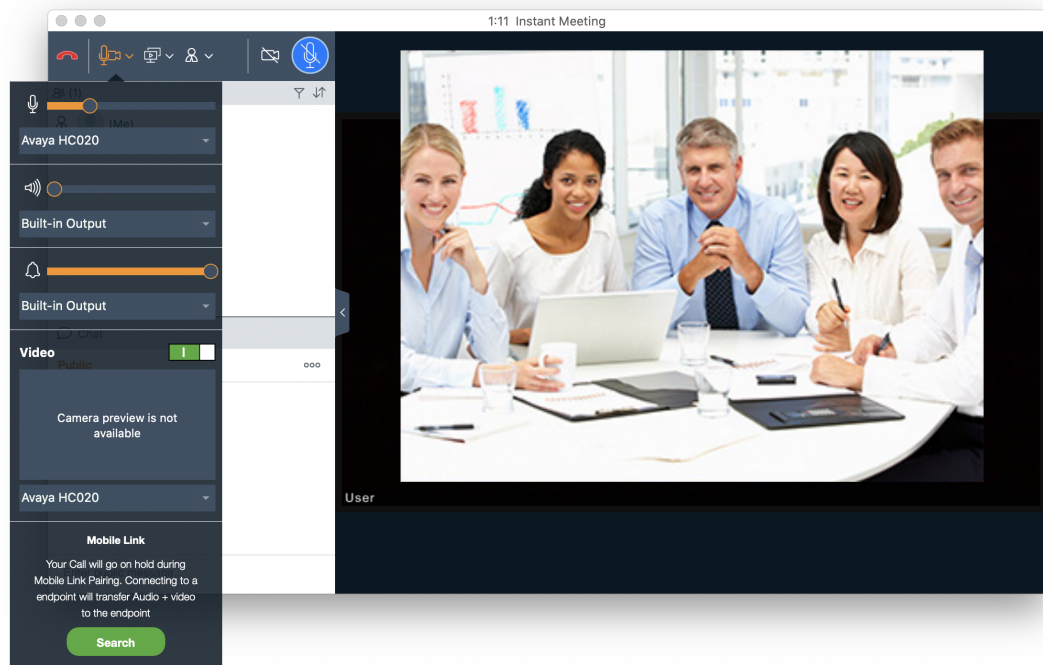 1:11 Instant Meeting
(1)
(Me)
Avaya HC020
Built-in Output
Built-in Output
Chat
Video
Public
Camera preview is not
available
Avaya HC020
User
Mobile Link
Your Call will go on hold during
Mobile Link Pairing. Connecting to a
endpoint will transfer Audio + video
to the endpoint
Search